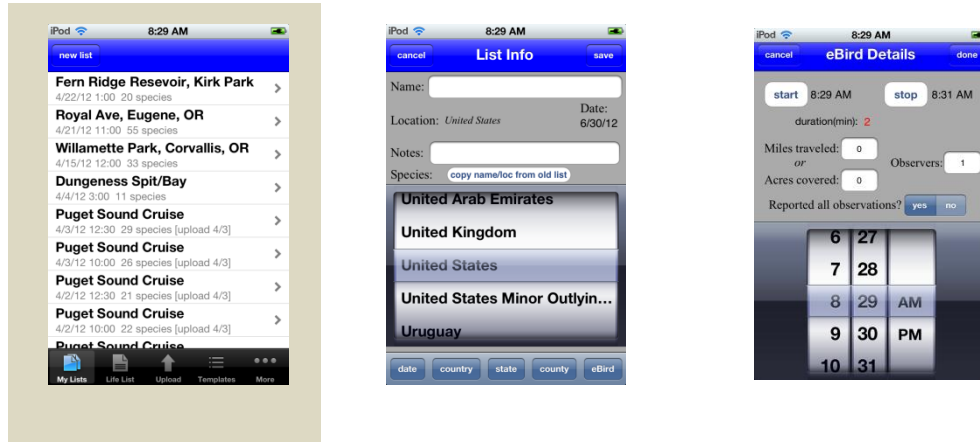 iPod 8:29 AM
new list
Fern Ridge Resevoir, Kirk Park
4/22/12 1:00 20 species
Royal Ave, Eugene, OR
4/21/12 11:00 55 species
Willamette Park, Corvallis, OR
4/15/12 12:00 33 species
Dungeness Spit/Bay
4/4/12 3:00 11 species
Puget Sound Cruise
4/3/12 12:30 29 species [upload 4/3]
Puget Sound Cruise
4/3/12 10:00 26 species [upload 4/3]
Puget Sound Cruise
4/2/12 12:30 21 species [upload 4/3]
Puget Sound Cruise
4/2/12 10:00 22 species [upload 4/3]
Puget Sound Cruise
My Lists Life List Upload Templates More
iPod 8:29 AM
cancel List Info save
Name:
Location: United States Date:
6/30/12
Notes:
Species: copy name/loc from old list
United Arab Emirates
United Kingdom
United States
United States Minor Outlyin...
Uruguay
date country state county eBird
iPod 8:29 AM
cancel eBird Details done
start 8:29 AM stop 8:31 AM
duration(min): 2
Miles traveled: 0
or Observers: 1
Acres covered: 0
Reported all observations? yes no
6 27
7 28
8 29 AM
9 30 PM
10 31